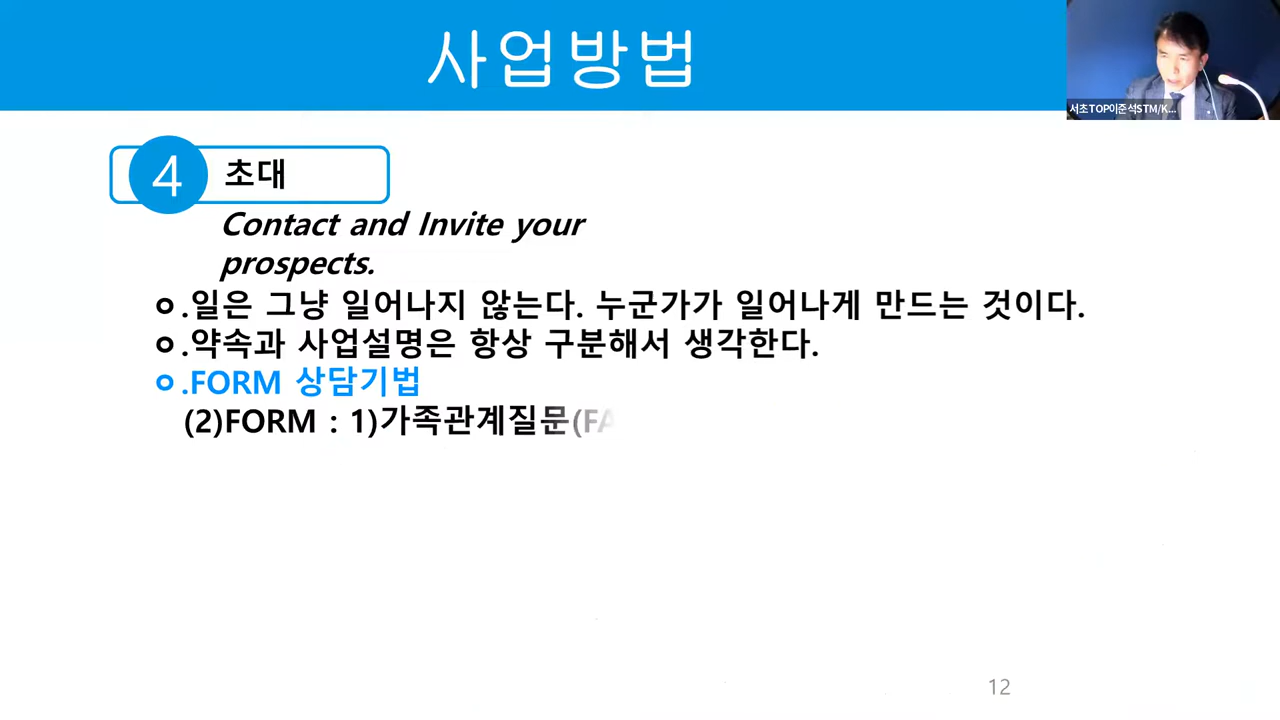 사업방법
서초TOP이준석STM/K...
4 초대
Contact and Invite your
prospects.
ㅇ.일은 그냥 일어나지 않는다. 누군가가 일어나게 만드는 것이다.
ㅇ.약속과 사업설명은 항상 구분해서 생각한다.
ㅇ.FORM 상담기법
(2)FORM : 1)가족관계질문(FA
12